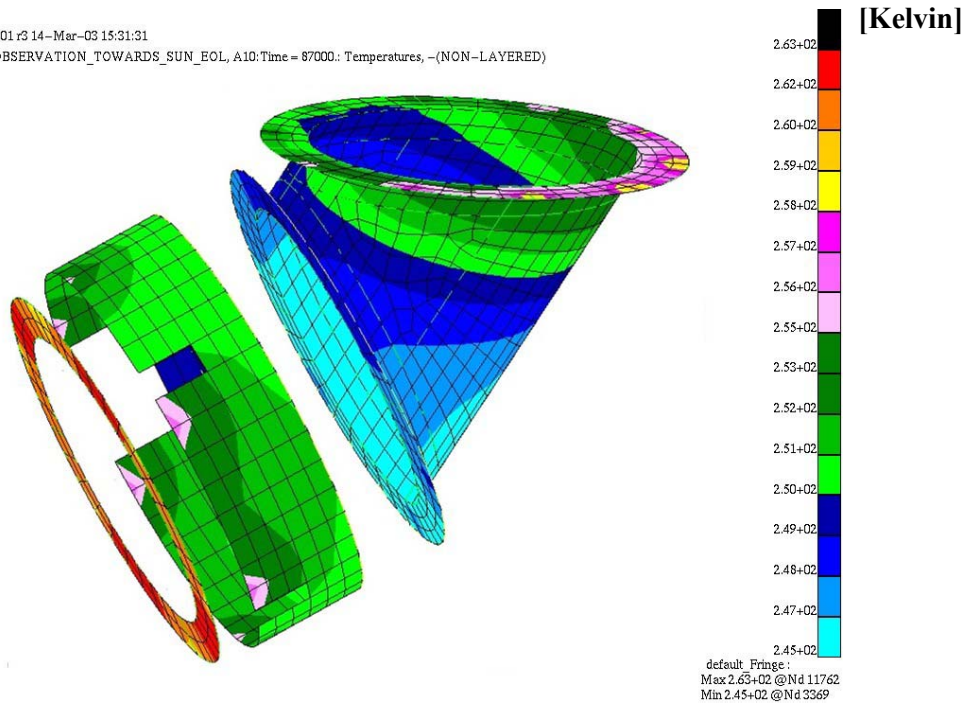 [Kelvin]
01 r3 14-Mar-03 15:31:31
OBSERVATION_TOWARDS_SUN_EOL, A10:Time = 87000.: Temperatures, -(NON-LAYERED)
2.63+02
2.62+02
2.60+02
2.59+02
2.58+02
2.57+02
2.56+02
2.55+02
2.53+02
2.52+02
2.51+02
2.50+02
2.49+02
2.48+02
2.47+02
2.45+02
default_Fringe :
Max 2.63+02 @Nd 11762
Min 2.45+02 @Nd 3369